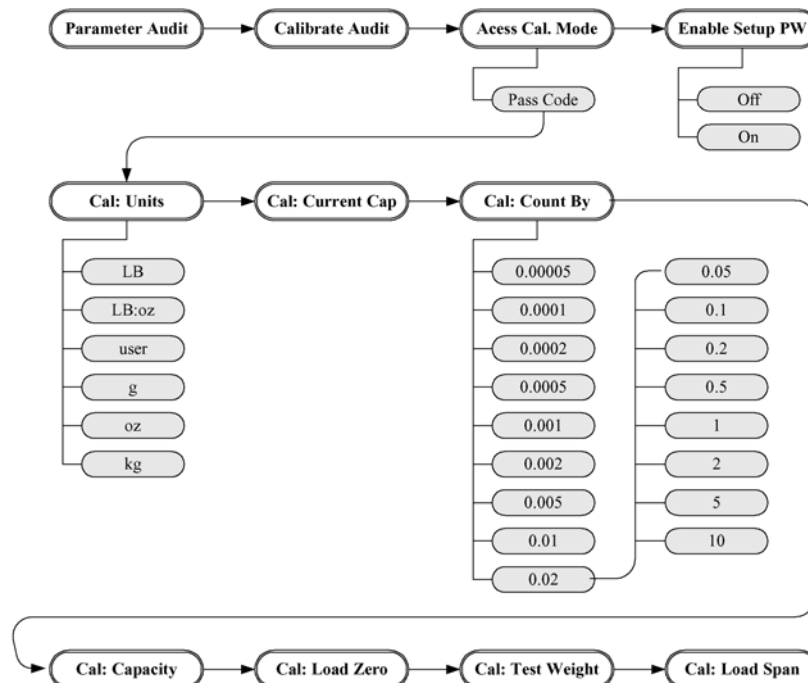 Parameter Audit
Calibrate Audit
Acess Cal. Mode
Enable Setup PW
Pass Code
Off
On
Cal: Units
Cal: Current Cap
Cal: Count By
LB
LB:oz
user
g
oz
kg
0.00005
0.0001
0.0002
0.0005
0.001
0.002
0.005
0.01
0.02
0.05
0.1
0.2
0.5
1
2
5
10
Cal: Capacity
Cal: Load Zero
Cal: Test Weight
Cal: Load Span